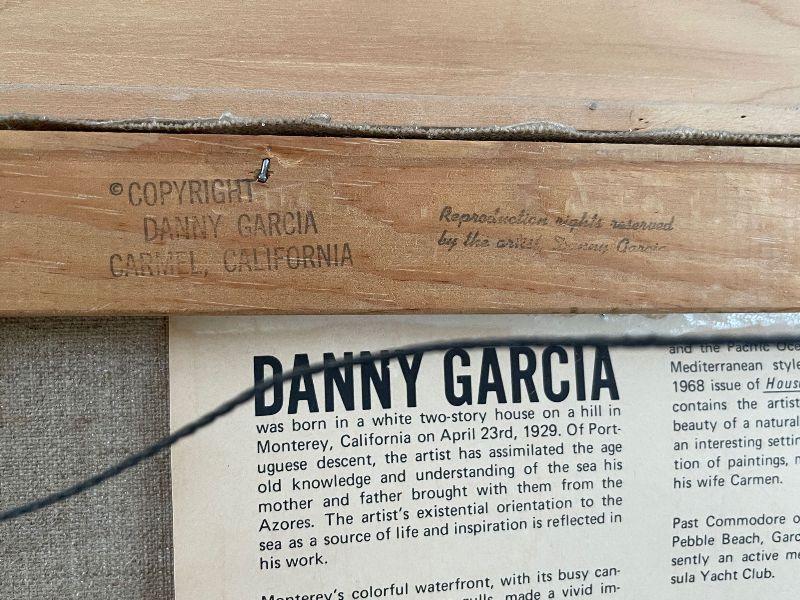 © COPYRIGHT
DANNY GARCIA
CARMEL, CALIFORNIA
Reproduction rights reserved
by the artist, Danny Garcia
DANNY GARCIA
was born in a white two-story house on a hill in
Monterey, California on April 23rd, 1929. Of Port-
uguese descent, the artist has assimilated the age
old knowledge and understanding of the sea his
mother and father brought with them from the
Azores. The artist's existential orientation to the
sea as a source of life and inspiration is reflected in
his work.
Monterey's colorful waterfront, with its busy can-
gulls, made a vivid im-
and the Pacific Oce
Mediterranean style
1968 issue of Hous
contains the artist
beauty of a natural
an interesting settin
tion of paintings, m
his wife Carmen.
Past Commodore o
Pebble Beach, Garc
sently an active me
sula Yacht Club.